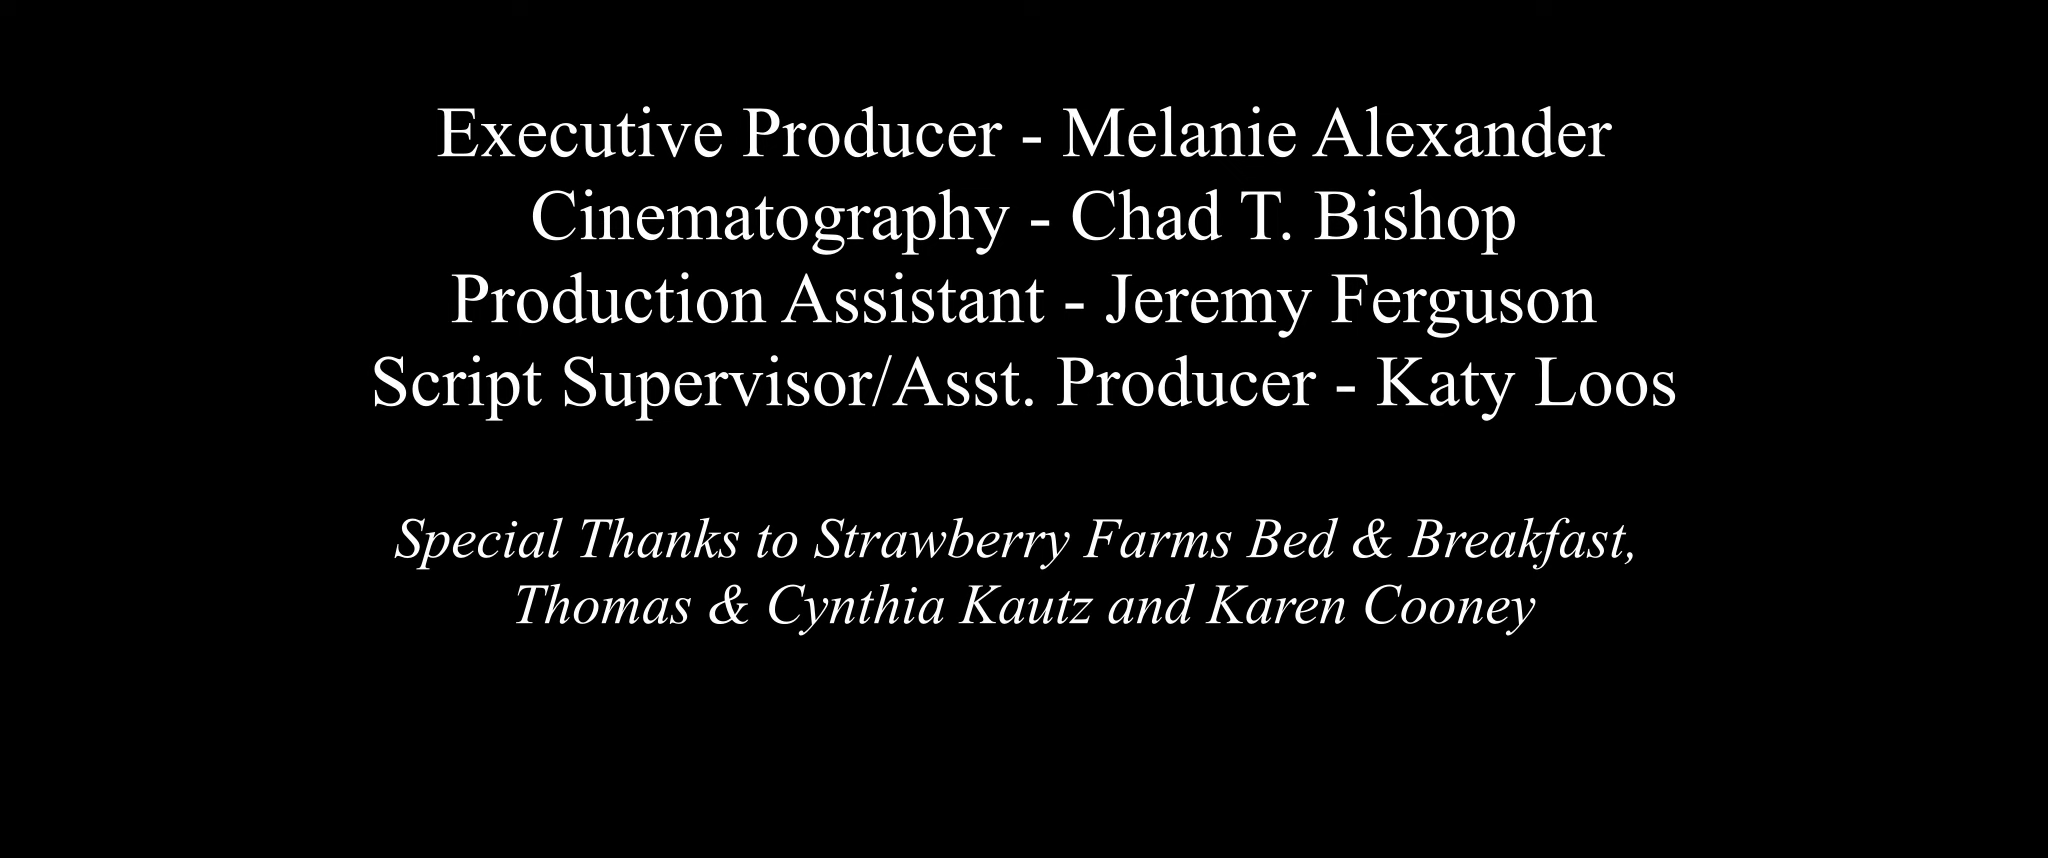 Executive Producer - Melanie Alexander
Cinematography - Chad T. Bishop
Production Assistant - Jeremy Ferguson
Script Supervisor/Asst. Producer - Katy Loos
Special Thanks to Strawberry Farms Bed & Breakfast,
Thomas & Cynthia Kautz and Karen Cooney